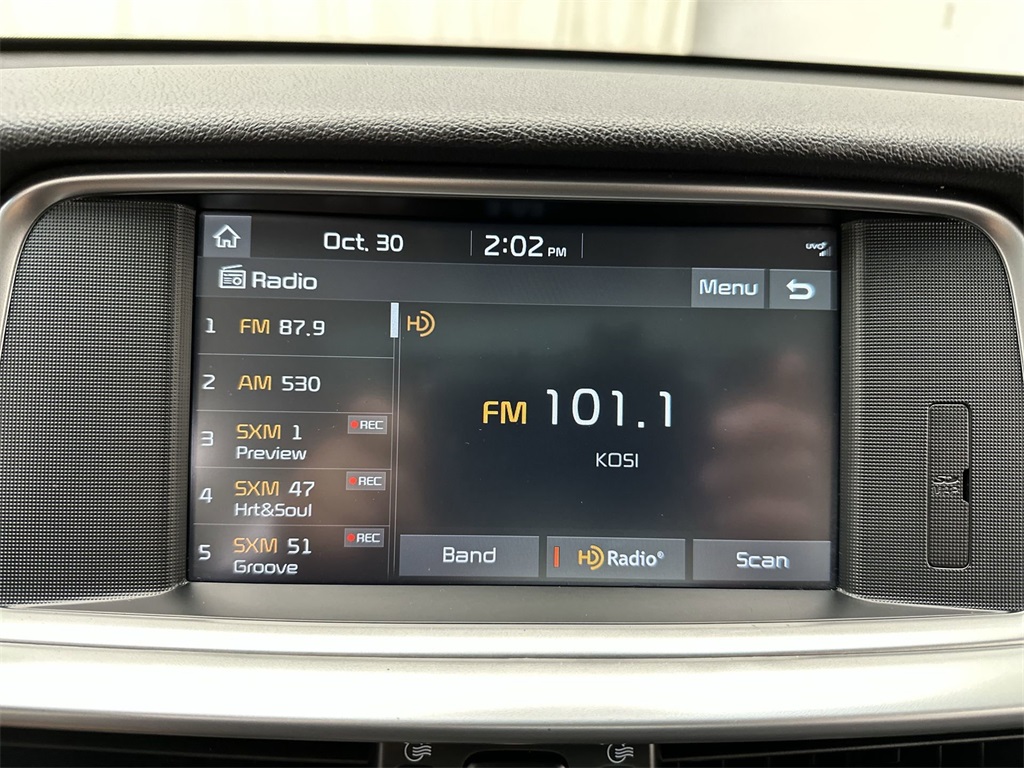 Oct. 30
2:02 PM
UVO
Radio
Menu
1 FM 87.9
2 AM 530
3 SXM 1 REC
Preview
4 SXM 47 REC
Hrt&Soul
5 SXM 51 REC
Groove
HD
FM 101.1
KOSI
Band
HD Radio®
Scan